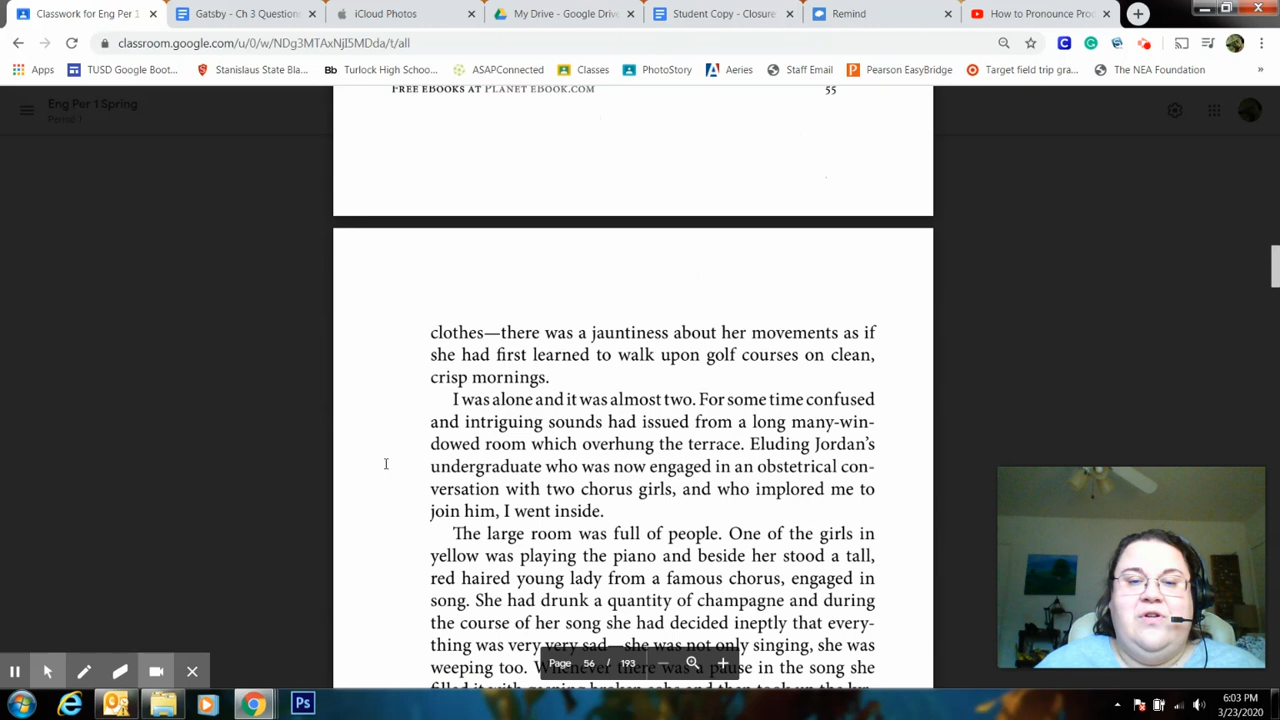 Classwork for Eng Per 1
Gatsby - Ch 3 Question
iCloud Photos
My Drive - Google Drive
Student Copy - Closure
Remind
How to Pronounce Proc
classroom.google.com/u/0/w/NDg3MTAxNjI5MDda/t/all
Apps
TUSD Google Boot...
Stanislaus State Bla...
Bb Turlock High Schoo...
ASAPConnected
Classes
PhotoStory
Aeries
Staff Email
Pearson EasyBridge
Target field trip gra...
The NEA Foundation
»
Eng Per 1 Spring
Period 1
FREE EBOOKS AT PLANET EBOOK.COM 55
clothes—there was a jauntiness about her movements as if
she had first learned to walk upon golf courses on clean,
crisp mornings.
I was alone and it was almost two. For some time confused
and intriguing sounds had issued from a long many-win-
dowed room which overhung the terrace. Eluding Jordan's
undergraduate who was now engaged in an obstetrical con-
versation with two chorus girls, and who implored me to
join him, I went inside.
The large room was full of people. One of the girls in
yellow was playing the piano and beside her stood a tall,
red haired young lady from a famous chorus, engaged in
song. She had drunk a quantity of champagne and during
the course of her song she had decided ineptly that every-
thing was very very sad—she was not only singing, she was
weeping too. Whenever there was a pause in the song she
Page 56 / 193
Ps
6:03 PM
3/23/2020